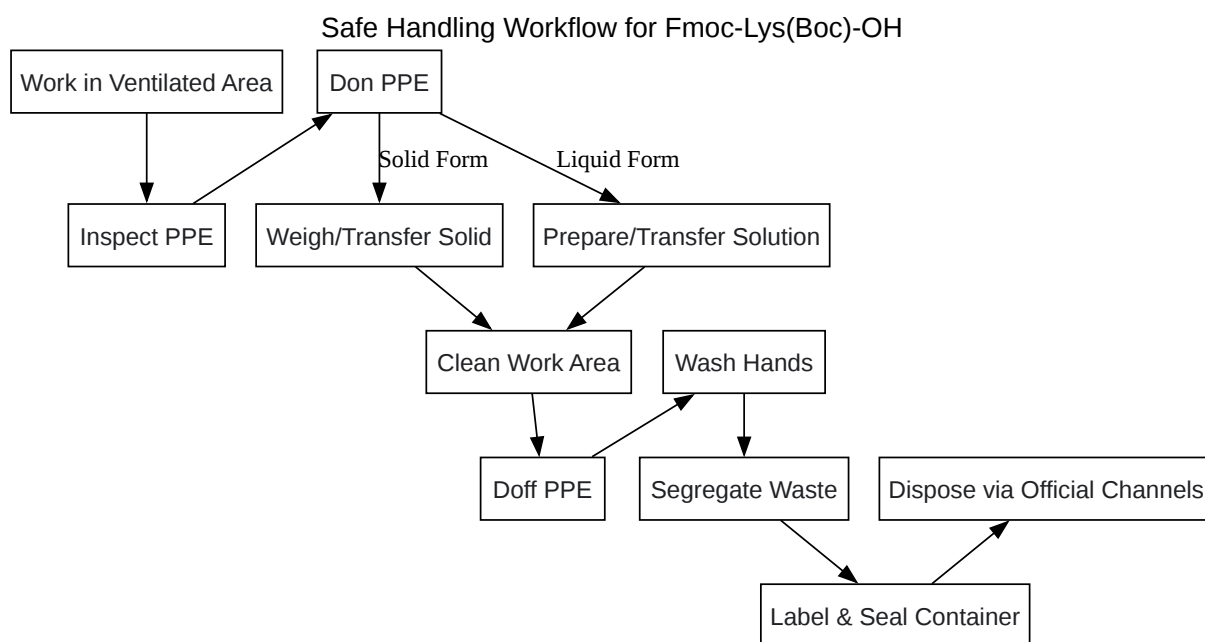 Safe Handling Workflow for Fmoc-Lys(Boc)-OH
Work in Ventilated Area
Don PPE
Solid Form
Liquid Form
Inspect PPE
Weigh/Transfer Solid
Prepare/Transfer Solution
Clean Work Area
Wash Hands
Doff PPE
Segregate Waste
Dispose via Official Channels
Label & Seal Container